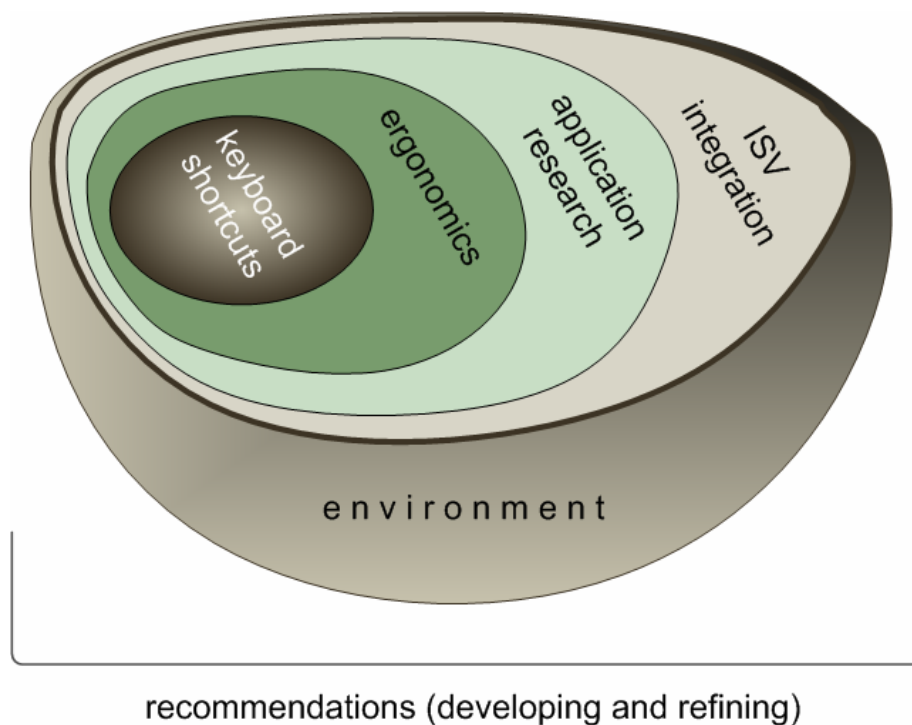 keyboard
shortcuts
ergonomics
application
research
ISV
integration
environment
recommendations (developing and refining)